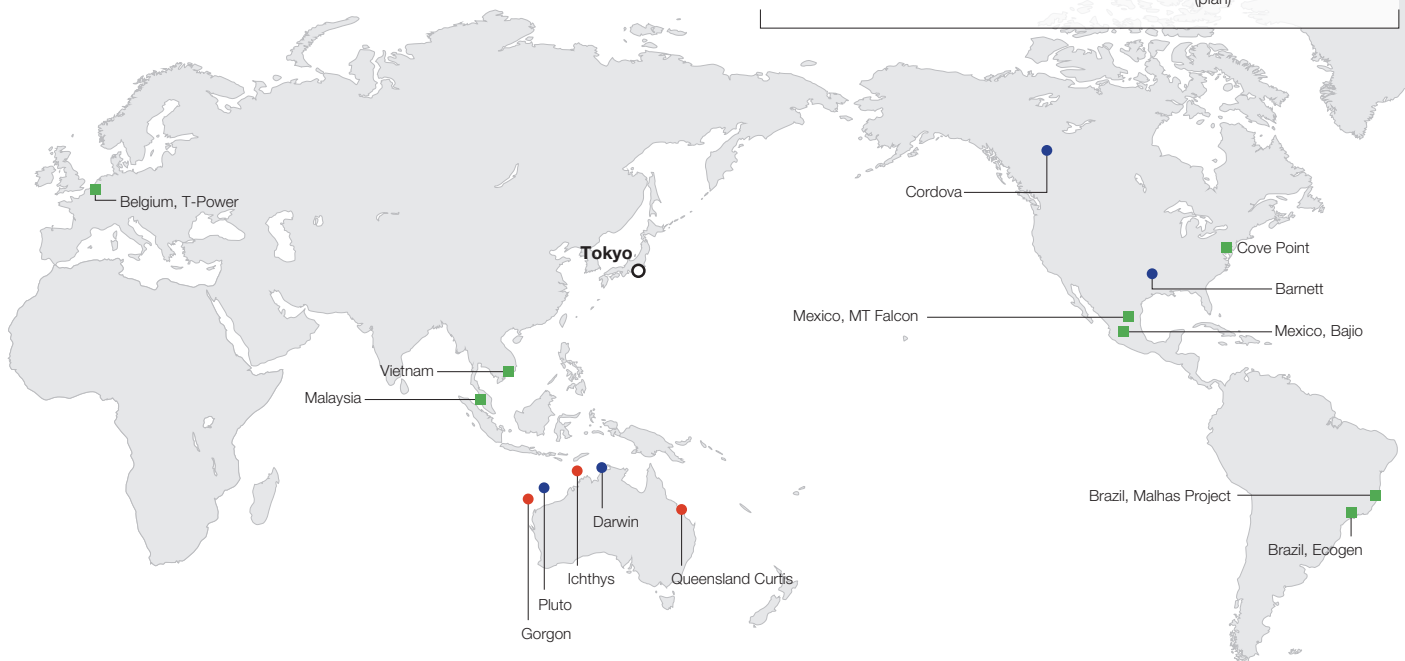 (plan)
Cordova
Belgium, T-Power
Tokyo
Cove Point
Barnett
Mexico, MT Falcon
Mexico, Bajio
Vietnam
Malaysia
Brazil, Malhas Project
Darwin
Brazil, Ecogen
Ichthys
Queensland Curtis
Pluto
Gorgon